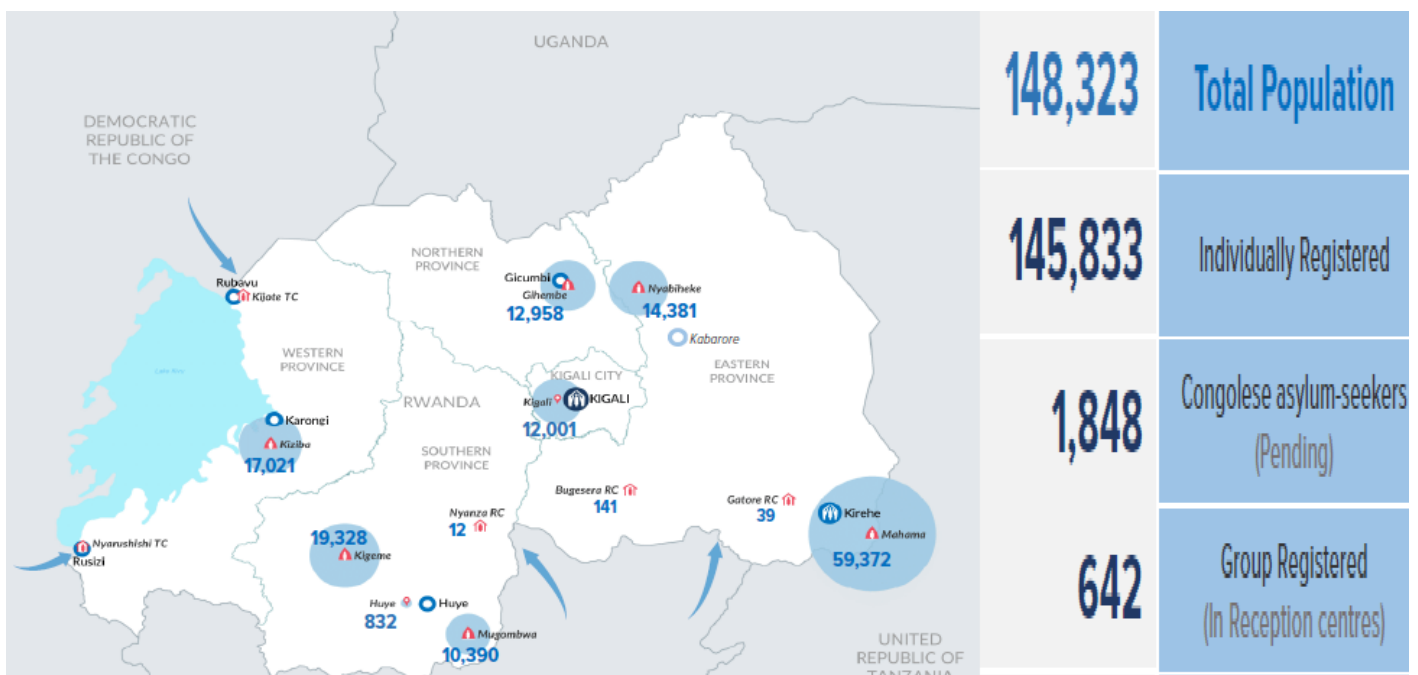 UGANDA
DEMOCRATIC
REPUBLIC OF
THE CONGO
NORTHERN
PROVINCE
Gicumbi
Gihembe
12,958
Nyabiheke
14,381
Rubavu
Kijote TC
Kabarore
WESTERN
PROVINCE
EASTERN
PROVINCE
KIGALI CITY
Kigali
KIGALI
12,001
RWANDA
Karongi
Kiziba
17,021
SOUTHERN
PROVINCE
Bugesera RC
141
Gatore RC
39
Nyanza RC
12
Kirehe
Mahama
59,372
19,328
Kigeme
Nyarushishi TC
Rusizi
Huye
Huye
832
Mugombwa
10,390
UNITED
REPUBLIC OF
TANZANIA
148,323
Total Population
145,833
Individually Registered
1,848
Congolese asylum-seekers
(Pending)
642
Group Registered
(In Reception centres)